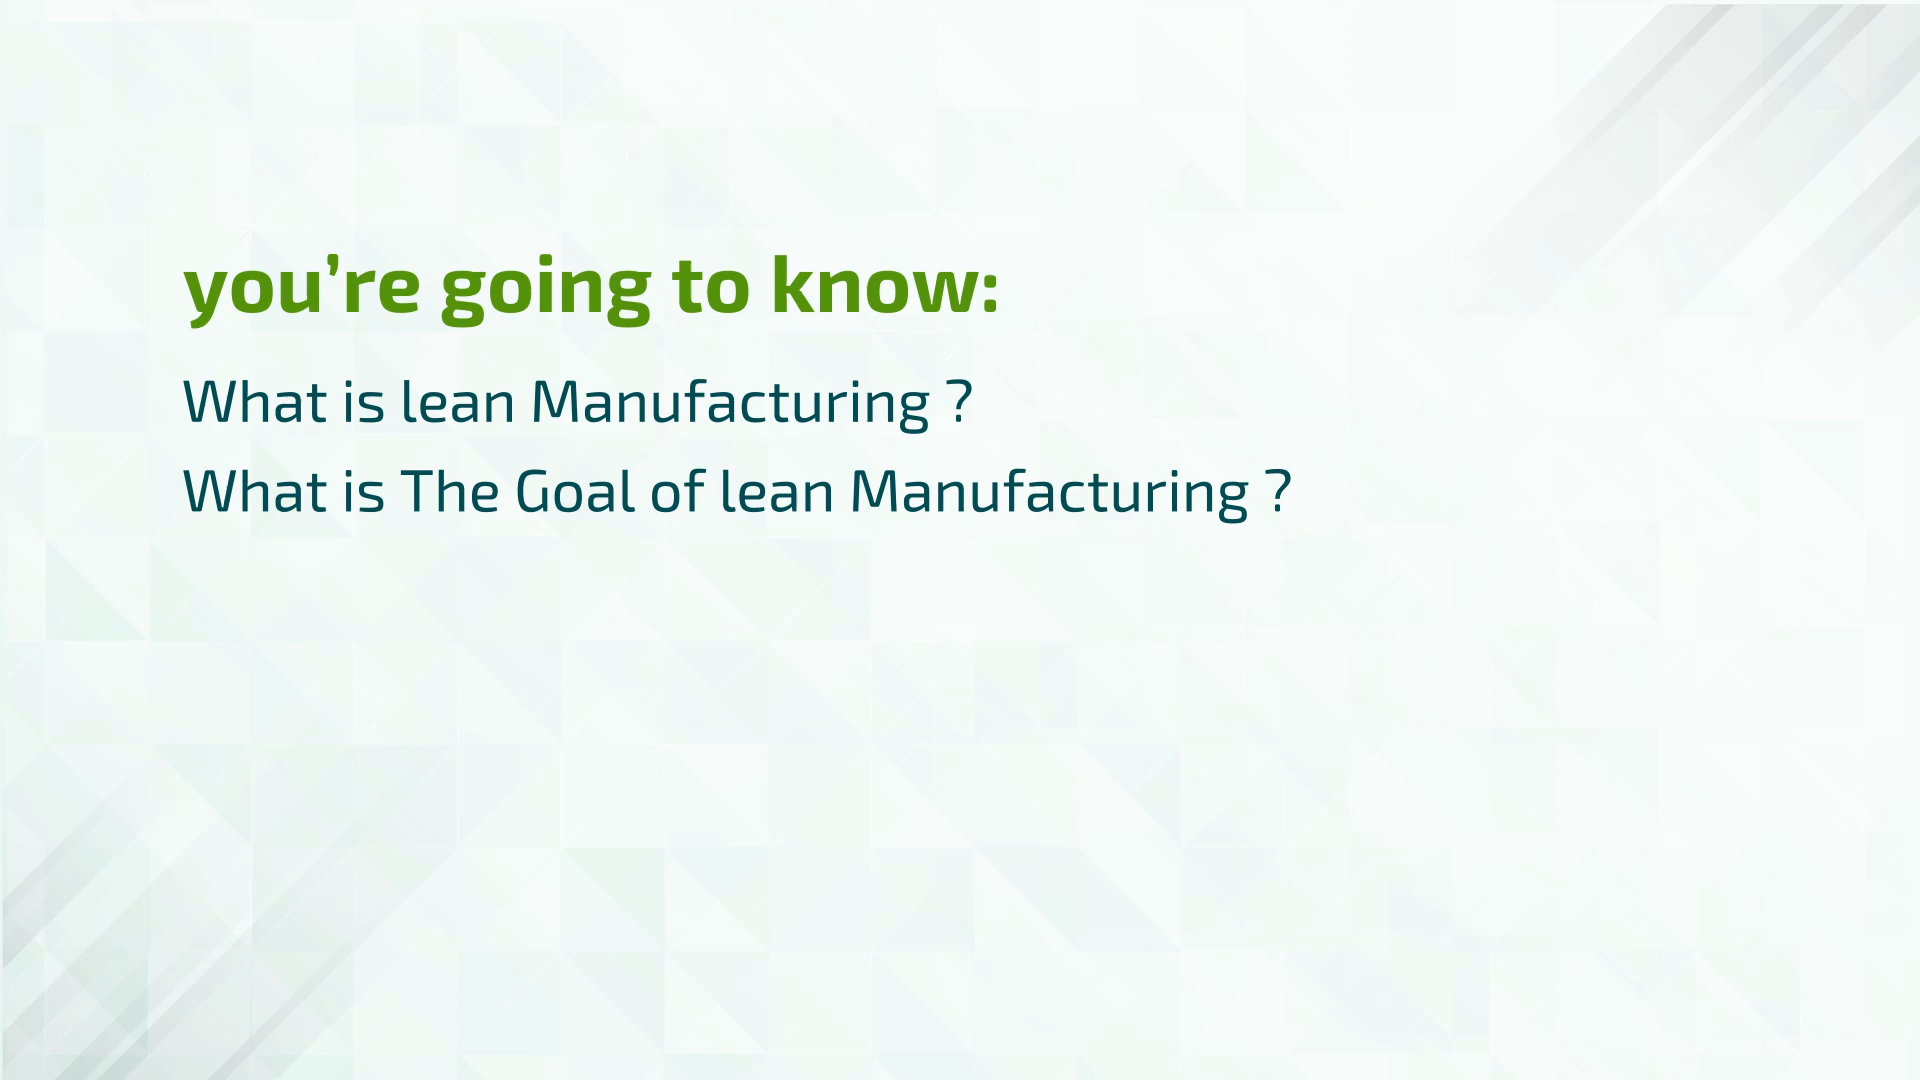 you’re going to know:
What is lean Manufacturing ?
What is The Goal of lean Manufacturing ?